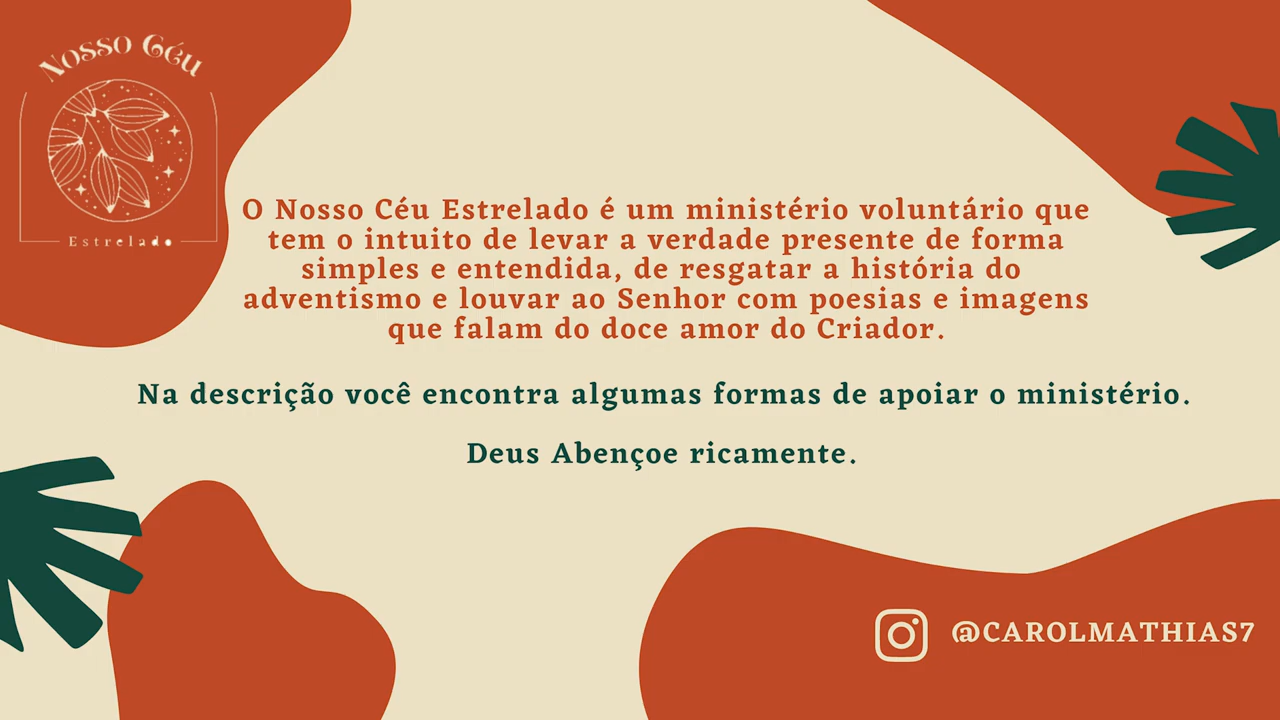 Nosso Céu
Estrelado
O Nosso Céu Estrelado é um ministério voluntário que
tem o intuito de levar a verdade presente de forma
simples e entendida, de resgatar a história do
adventismo e louvar ao Senhor com poesias e imagens
que falam do doce amor do Criador.
Na descrição você encontra algumas formas de apoiar o ministério.
Deus Abençoe ricamente.
@CAROLMATHIAS7